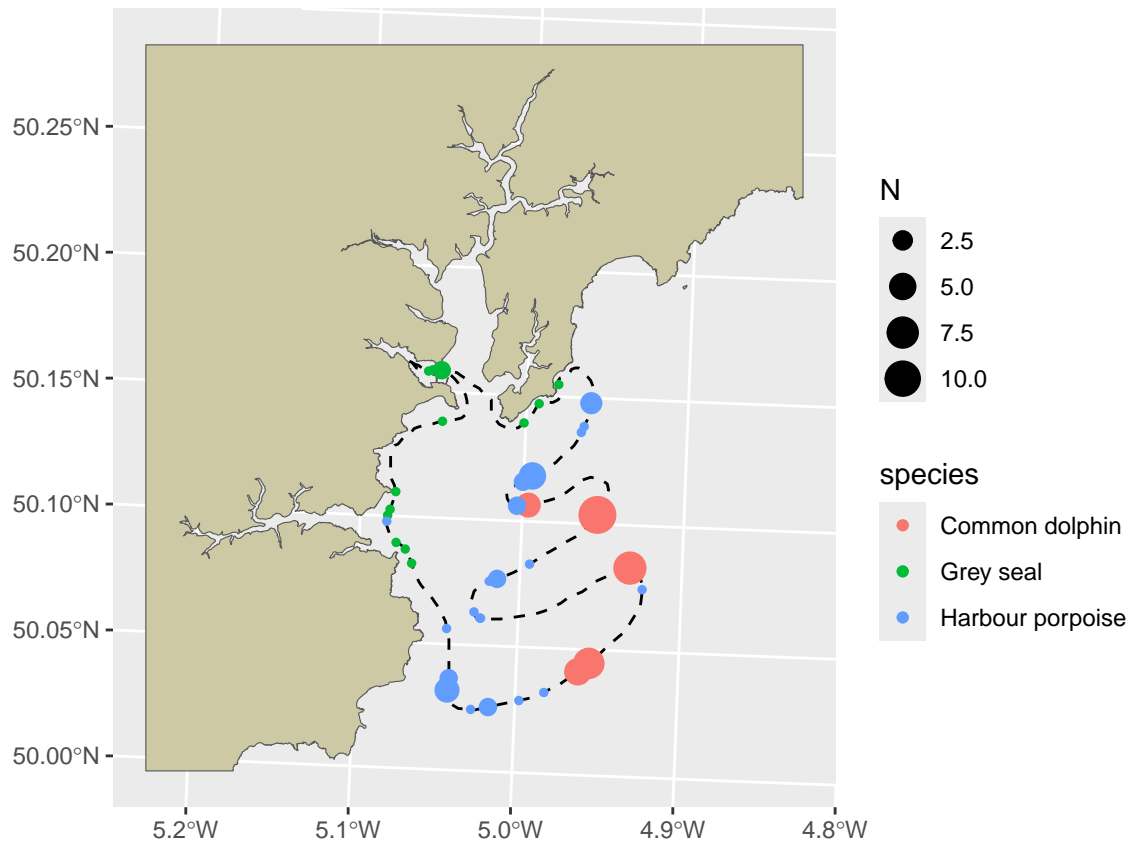 50.25°N
50.20°N
50.15°N
50.10°N
50.05°N
50.00°N
5.2°W
5.1°W
5.0°W
4.9°W
4.8°W
N
2.5
5.0
7.5
10.0
species
Common dolphin
Grey seal
Harbour porpoise